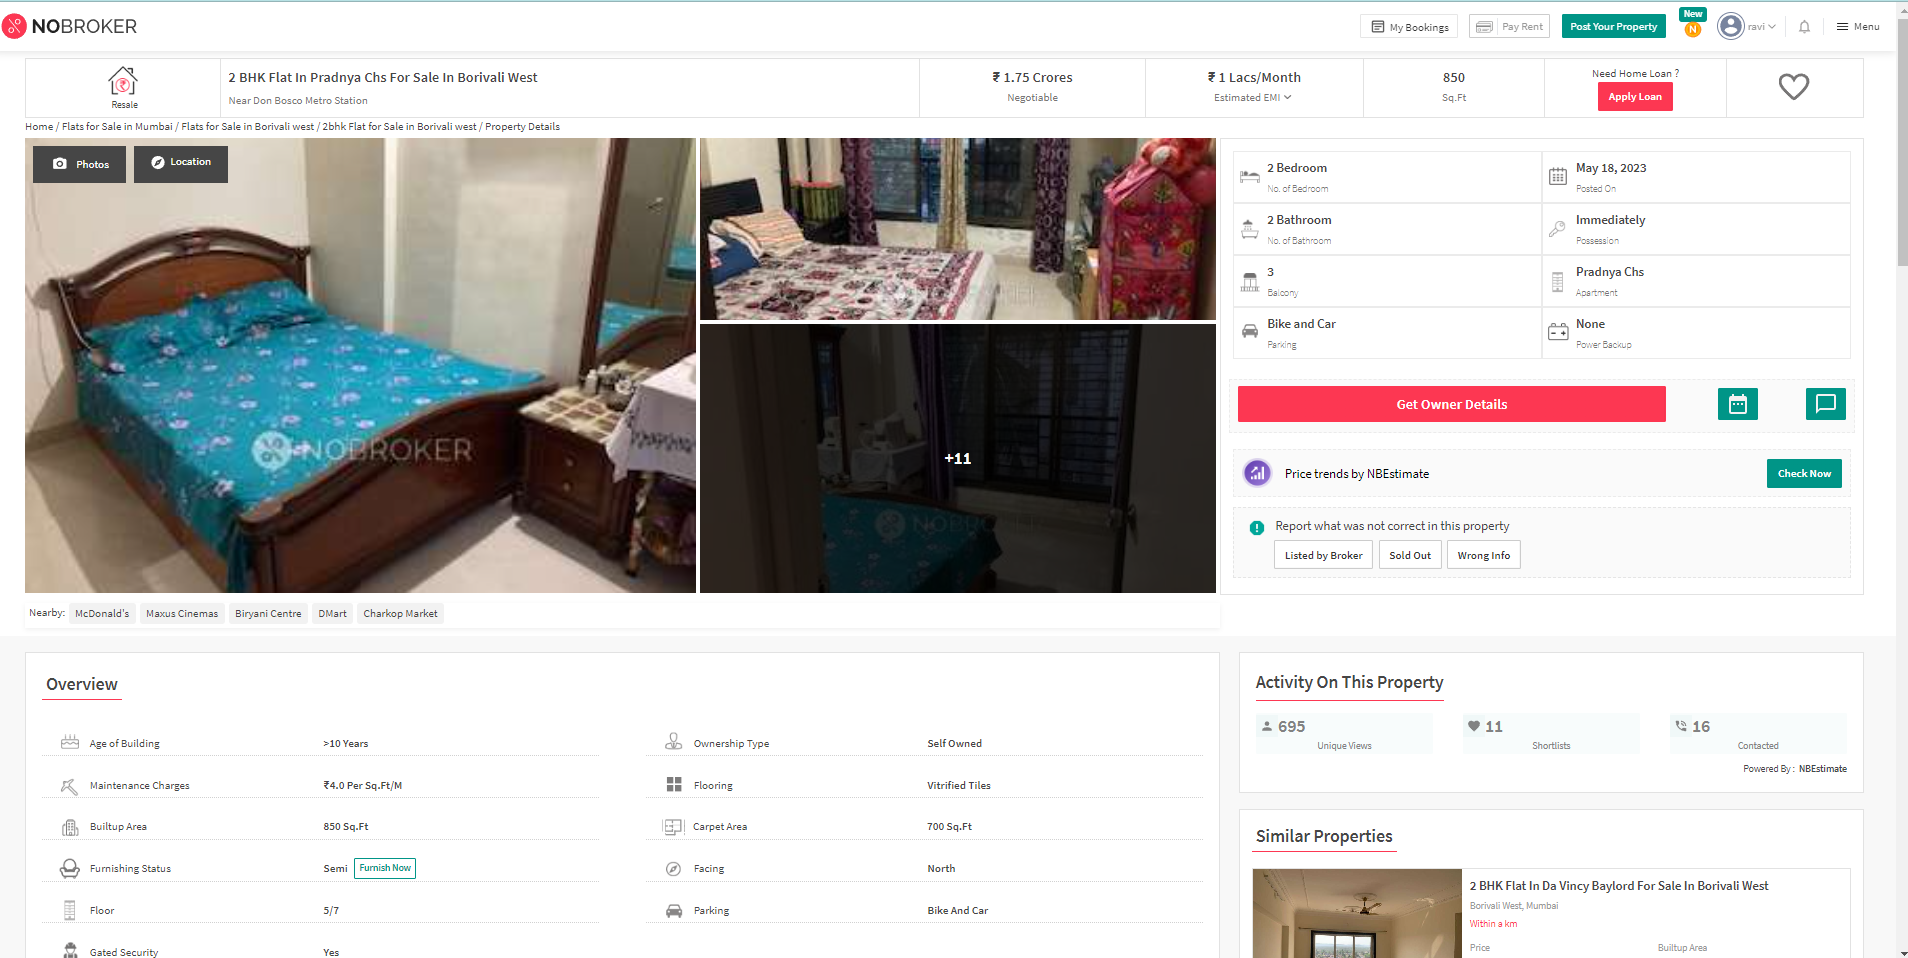 NOBROKER
My Bookings
Pay Rent
Post Your Property
New
N
ravi
Menu
Resale
2 BHK Flat In Pradnya Chs For Sale In Borivali West
Near Don Bosco Metro Station
₹ 1.75 Crores
Negotiable
₹ 1 Lacs/Month
Estimated EMI
850
Sq.Ft
Need Home Loan ?
Apply Loan
Home / Flats for Sale in Mumbai / Flats for Sale in Borivali west / 2bhk Flat for Sale in Borivali west / Property Details
Photos
Location
NOBROKER
+11
NOBROKER
2 Bedroom
No. of Bedroom
May 18, 2023
Posted On
2 Bathroom
No. of Bathroom
Immediately
Possession
3
Balcony
Pradnya Chs
Apartment
Bike and Car
Parking
None
Power Backup
Get Owner Details
Price trends by NBEstimate
Check Now
Report what was not correct in this property
Listed by Broker
Sold Out
Wrong Info
Nearby:
McDonald's
Maxus Cinemas
Biryani Centre
DMart
Charkop Market
Overview
Age of Building
>10 Years
Ownership Type
Self Owned
Maintenance Charges
₹4.0 Per Sq.Ft/M
Flooring
Vitrified Tiles
Builtup Area
850 Sq.Ft
Carpet Area
700 Sq.Ft
Furnishing Status
Semi
Furnish Now
Facing
North
Floor
5/7
Parking
Bike And Car
Gated Security
Yes
Activity On This Property
695
Unique Views
11
Shortlists
16
Contacted
Powered By : NBEstimate
Similar Properties
2 BHK Flat In Da Vincy Baylord For Sale In Borivali West
Borivali West, Mumbai
Within a km
Price
Builtup Area